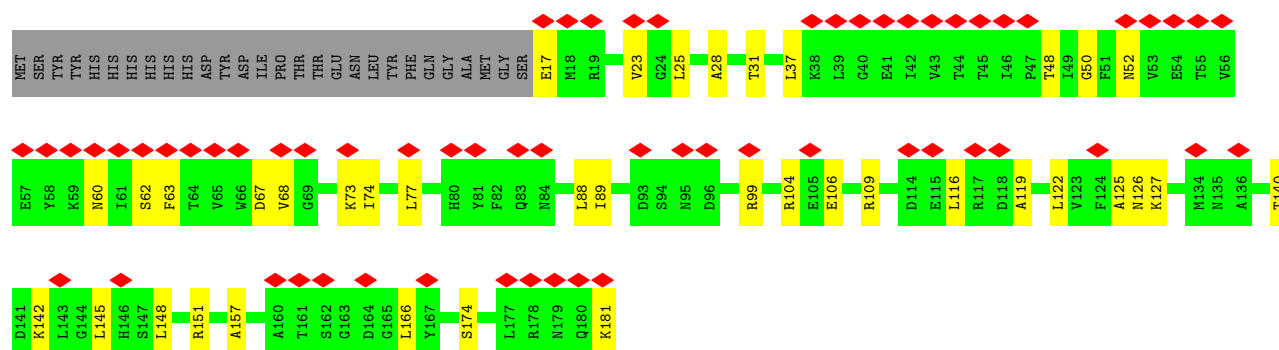 MET SER TYR TYR HIS HIS HIS HIS HIS HIS ASP TYR ASP ILE PRO THR THR GLU ASN LEU TYR PHE GLN GLY ALA MET GLY SER E17 M18 R19 V23 G24 L25 A28 T31 L37 K38 L39 G40 E41 I42 V43 T44 T45 I46 P47 T48 I49 G50 F51 N52 V53 E54 T55 V56
E57 Y58 K59 N60 I61 S62 F63 T64 V65 W66 D67 V68 G69 K73 I74 L77 H80 Y81 F82 Q83 N84 L88 I89 D93 S94 N95 D96 R99 R104 E105 E106 R109 D114 E115 L116 R117 D118 A119 L122 V123 F124 A125 N126 K127 M134 N135 A136 T140
D141 K142 L143 G144 L145 H146 S147 L148 R151 A157 A160 T161 S162 G163 D164 G165 L166 Y167 S174 L177 R178 N179 Q180 K181